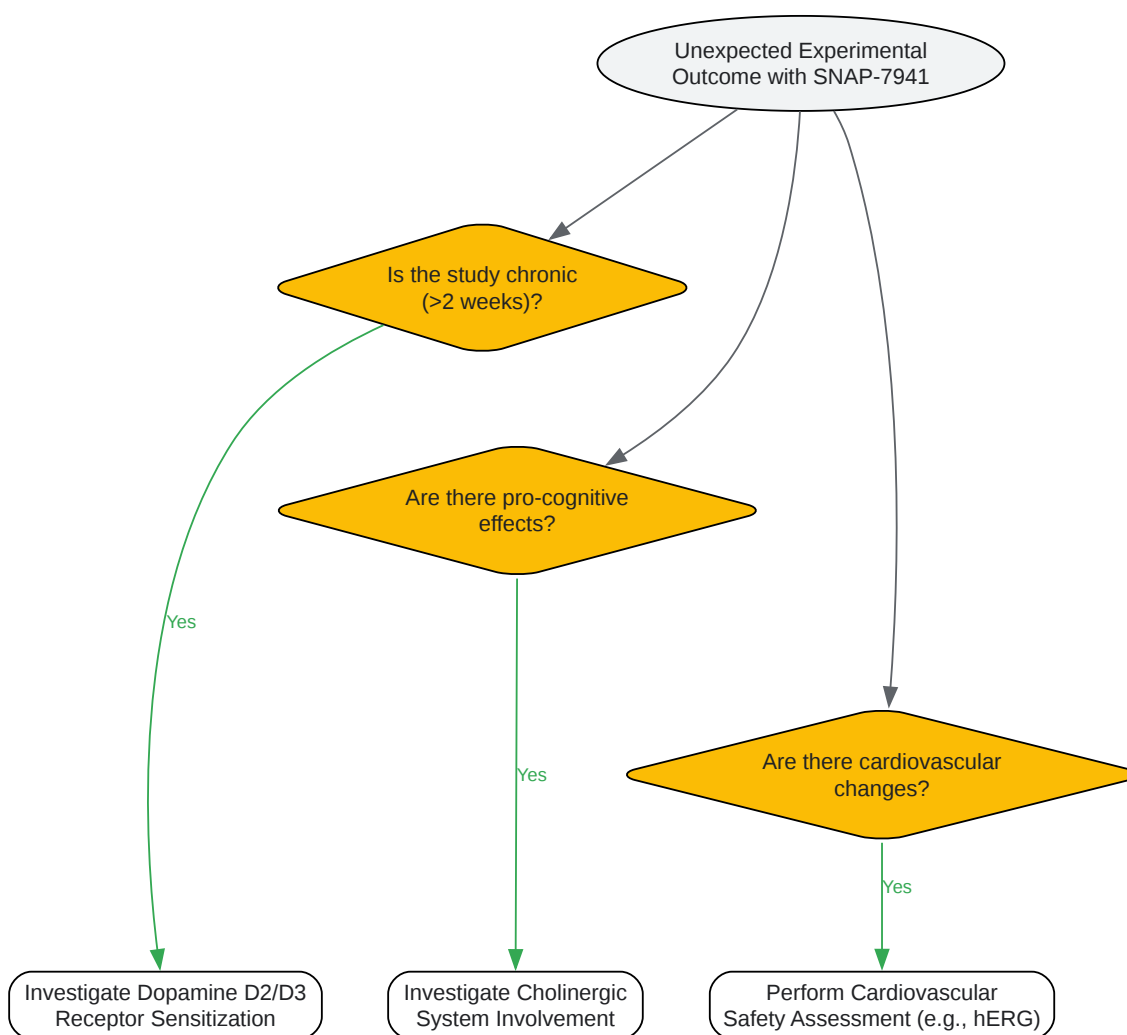 Unexpected Experimental
Outcome with SNAP-7941
Is the study chronic
(>2 weeks)?
Are there pro-cognitive
effects?
Yes
Are there cardiovascular
changes?
Yes
Yes
Investigate Dopamine D2/D3
Receptor Sensitization
Investigate Cholinergic
System Involvement
Perform Cardiovascular
Safety Assessment (e.g., hERG)